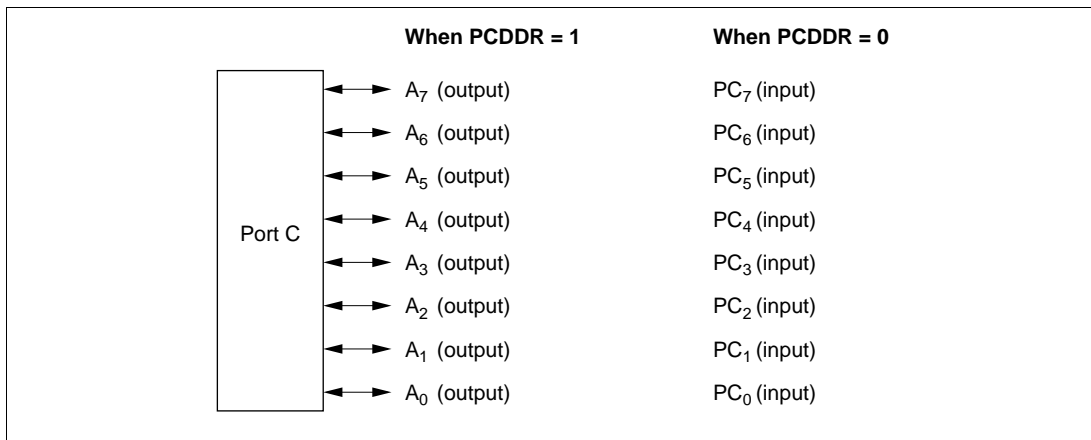 When PCDDR = 1 When PCDDR = 0
A7 (output) PC7 (input)
A6 (output) PC6 (input)
A5 (output) PC5 (input)
A4 (output) PC4 (input)
Port C
A3 (output) PC3 (input)
A2 (output) PC2 (input)
A1 (output) PC1 (input)
A0 (output) PC0 (input)